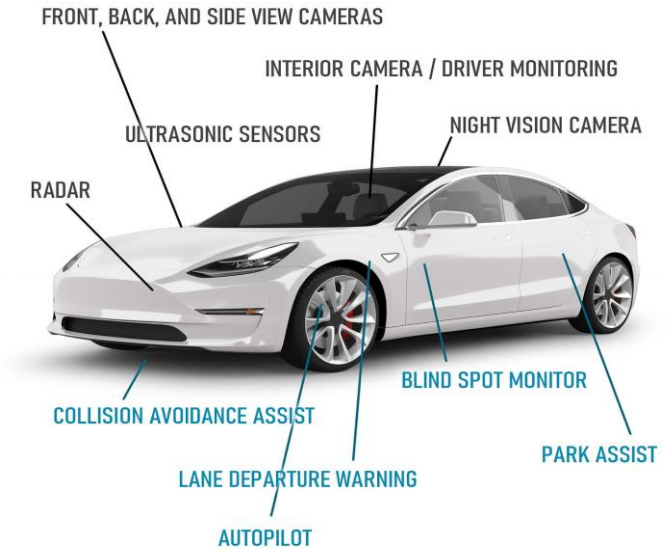 FRONT, BACK, AND SIDE VIEW CAMERAS
INTERIOR CAMERA / DRIVER MONITORING
ULTRASONIC SENSORS
NIGHT VISION CAMERA
RADAR
BLIND SPOT MONITOR
COLLISION AVOIDANCE ASSIST
PARK ASSIST
LANE DEPARTURE WARNING
AUTOPILOT